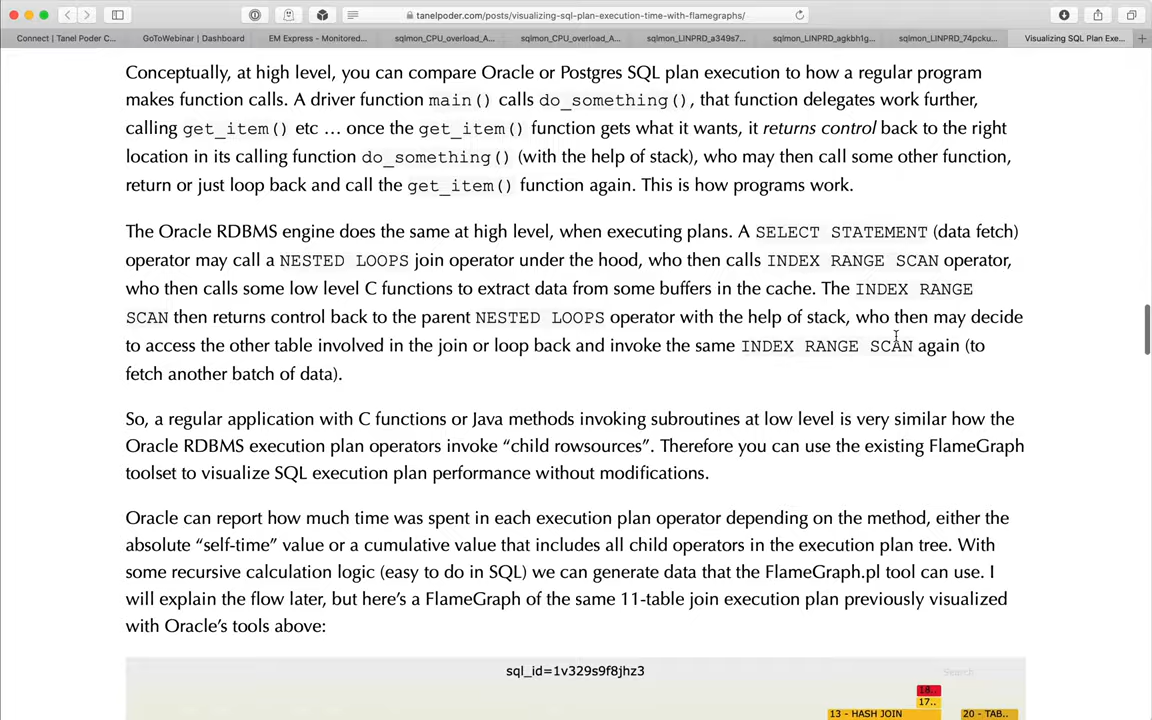 tanelpoder.com/posts/visualizing-sql-plan-execution-time-with-flamegraphs/
Connect | Tanel Poder C... GoToWebinar | Dashboard EM Express - Monitored... sqlmon_CPU_overload_A... sqlmon_CPU_overload_A... sqlmon_LINPRD_a349s7... sqlmon_LINPRD_agkbh1g... sqlmon_LINPRD_74pcku... Visualizing SQL Plan Exe...
Conceptually, at high level, you can compare Oracle or Postgres SQL plan execution to how a regular program
makes function calls. A driver function main() calls do_something(), that function delegates work further,
calling get_item() etc … once the get_item() function gets what it wants, it returns control back to the right
location in its calling function do_something() (with the help of stack), who may then call some other function,
return or just loop back and call the get_item() function again. This is how programs work.
The Oracle RDBMS engine does the same at high level, when executing plans. A SELECT STATEMENT (data fetch)
operator may call a NESTED LOOPS join operator under the hood, who then calls INDEX RANGE SCAN operator,
who then calls some low level C functions to extract data from some buffers in the cache. The INDEX RANGE
SCAN then returns control back to the parent NESTED LOOPS operator with the help of stack, who then may decide
to access the other table involved in the join or loop back and invoke the same INDEX RANGE SCAN again (to
fetch another batch of data).
So, a regular application with C functions or Java methods invoking subroutines at low level is very similar how the
Oracle RDBMS execution plan operators invoke “child rowsources”. Therefore you can use the existing FlameGraph
toolset to visualize SQL execution plan performance without modifications.
Oracle can report how much time was spent in each execution plan operator depending on the method, either the
absolute “self-time” value or a cumulative value that includes all child operators in the execution plan tree. With
some recursive calculation logic (easy to do in SQL) we can generate data that the FlameGraph.pl tool can use. I
will explain the flow later, but here’s a FlameGraph of the same 11-table join execution plan previously visualized
with Oracle’s tools above:
sql_id=1v329s9f8jhz3 Search
18..
17..
13 - HASH JOIN 20 - TAB..